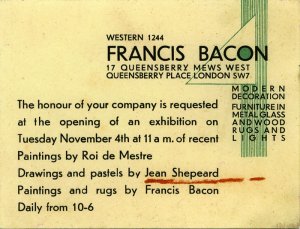 WESTERN 1244
FRANCIS BACON
17 QUEENSBERRY MEWS WEST
QUEENSBERRY PLACE LONDON SW7
MODERN
DECORATION
FURNITURE IN
METAL GLASS
AND WOOD
RUGS AND
LIGHTS
The honour of your company is requested
at the opening of an exhibition on
Tuesday November 4th at 11 a.m. of recent
Paintings by Roi de Mestre
Drawings and pastels by Jean Shepeard
Paintings and rugs by Francis Bacon
Daily from 10-6